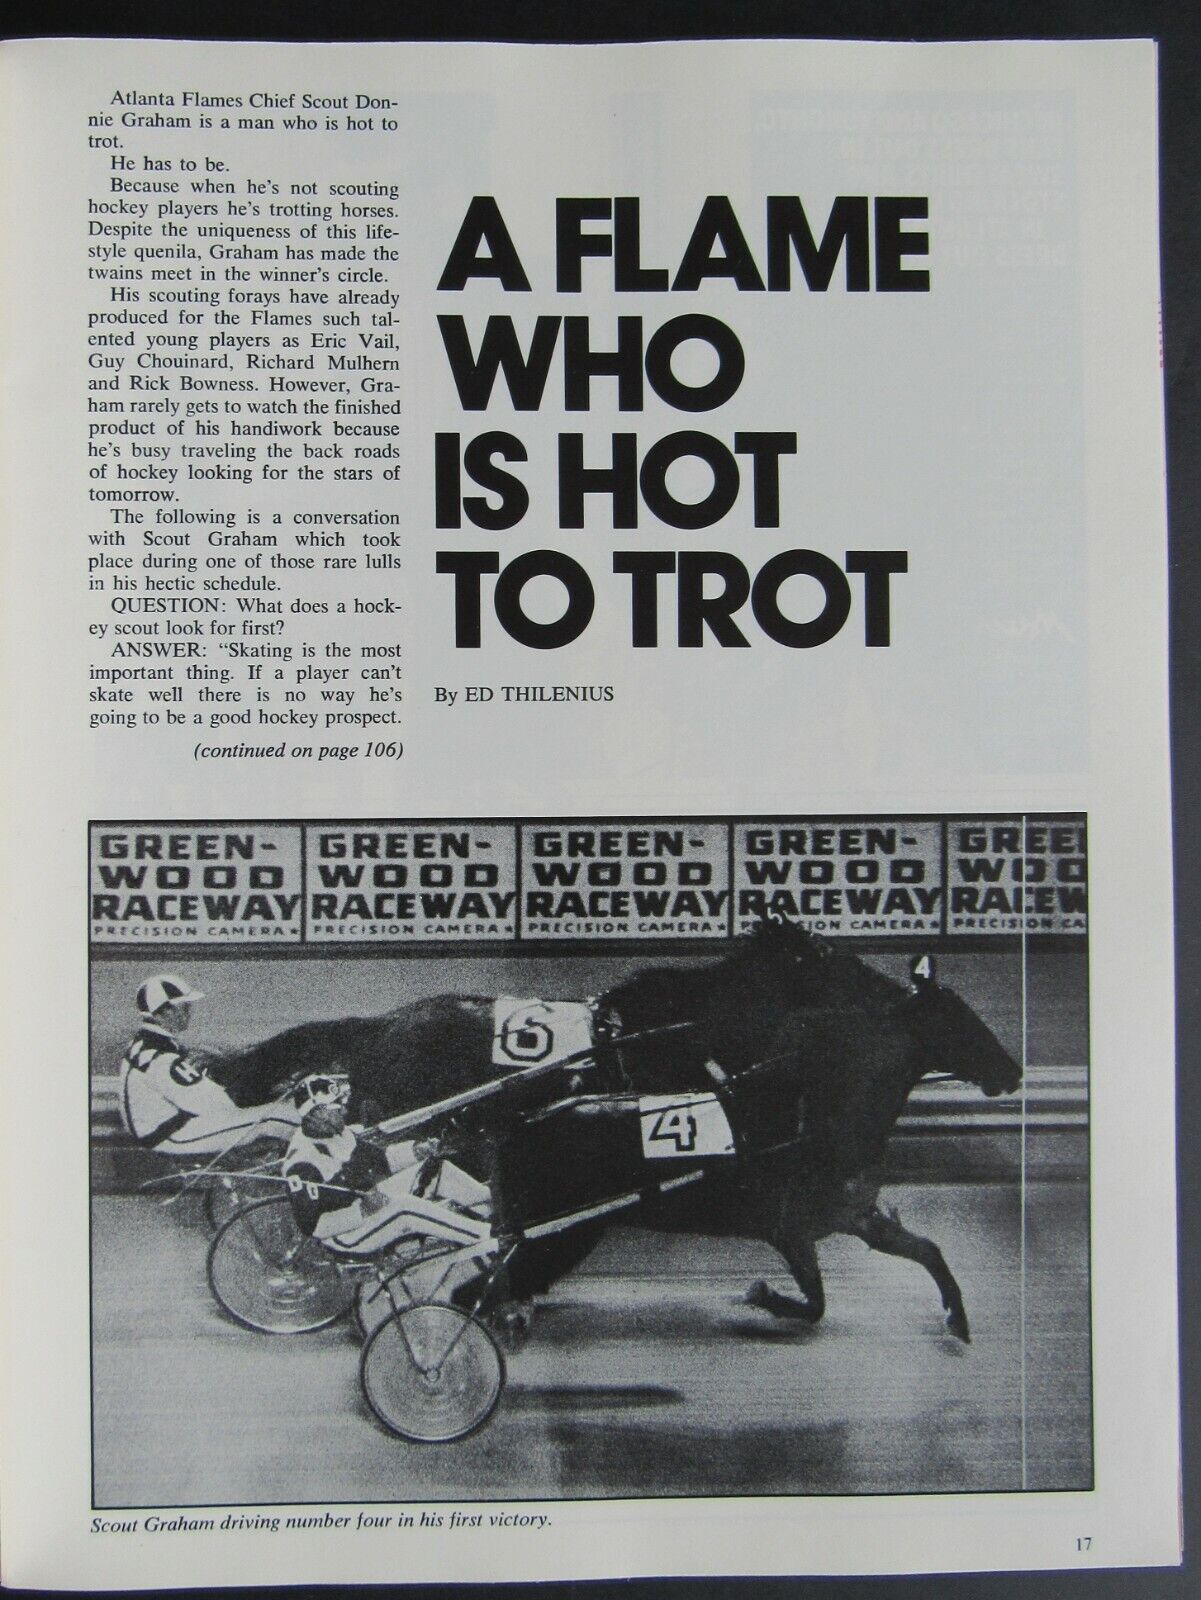 Atlanta Flames Chief Scout Don-
nie Graham is a man who is hot to
trot.
He has to be.
Because when he's not scouting
hockey players he's trotting horses.
Despite the uniqueness of this life-
style quenila, Graham has made the
twains meet in the winner's circle.
His scouting forays have already
produced for the Flames such tal-
ented young players as Eric Vail,
Guy Chouinard, Richard Mulhern
and Rick Bowness. However, Gra-
ham rarely gets to watch the finished
product of his handiwork because
he's busy traveling the back roads
of hockey looking for the stars of
tomorrow.
The following is a conversation
with Scout Graham which took
place during one of those rare lulls
in his hectic schedule.
QUESTION: What does a hock-
ey scout look for first?
ANSWER: "Skating is the most
important thing. If a player can't
skate well there is no way he's
going to be a good hockey prospect.
(continued on page 106)
A FLAME
WHO
IS HOT
TO TROT
By ED THILENIUS
GREEN- GREEN- GREEN- GREEN- GREE
WOOD WOOD WOOD WOOD WOO
RACEWAY RACEWAY RACEWAY RACEWAY RACEW
PRECISION CAMERA★ PRECISION CAMERA★ PRECISION CAMERA★ PRECISION CAMERA★ PRECISION CA
4
6
4
Scout Graham driving number four in his first victory.
17